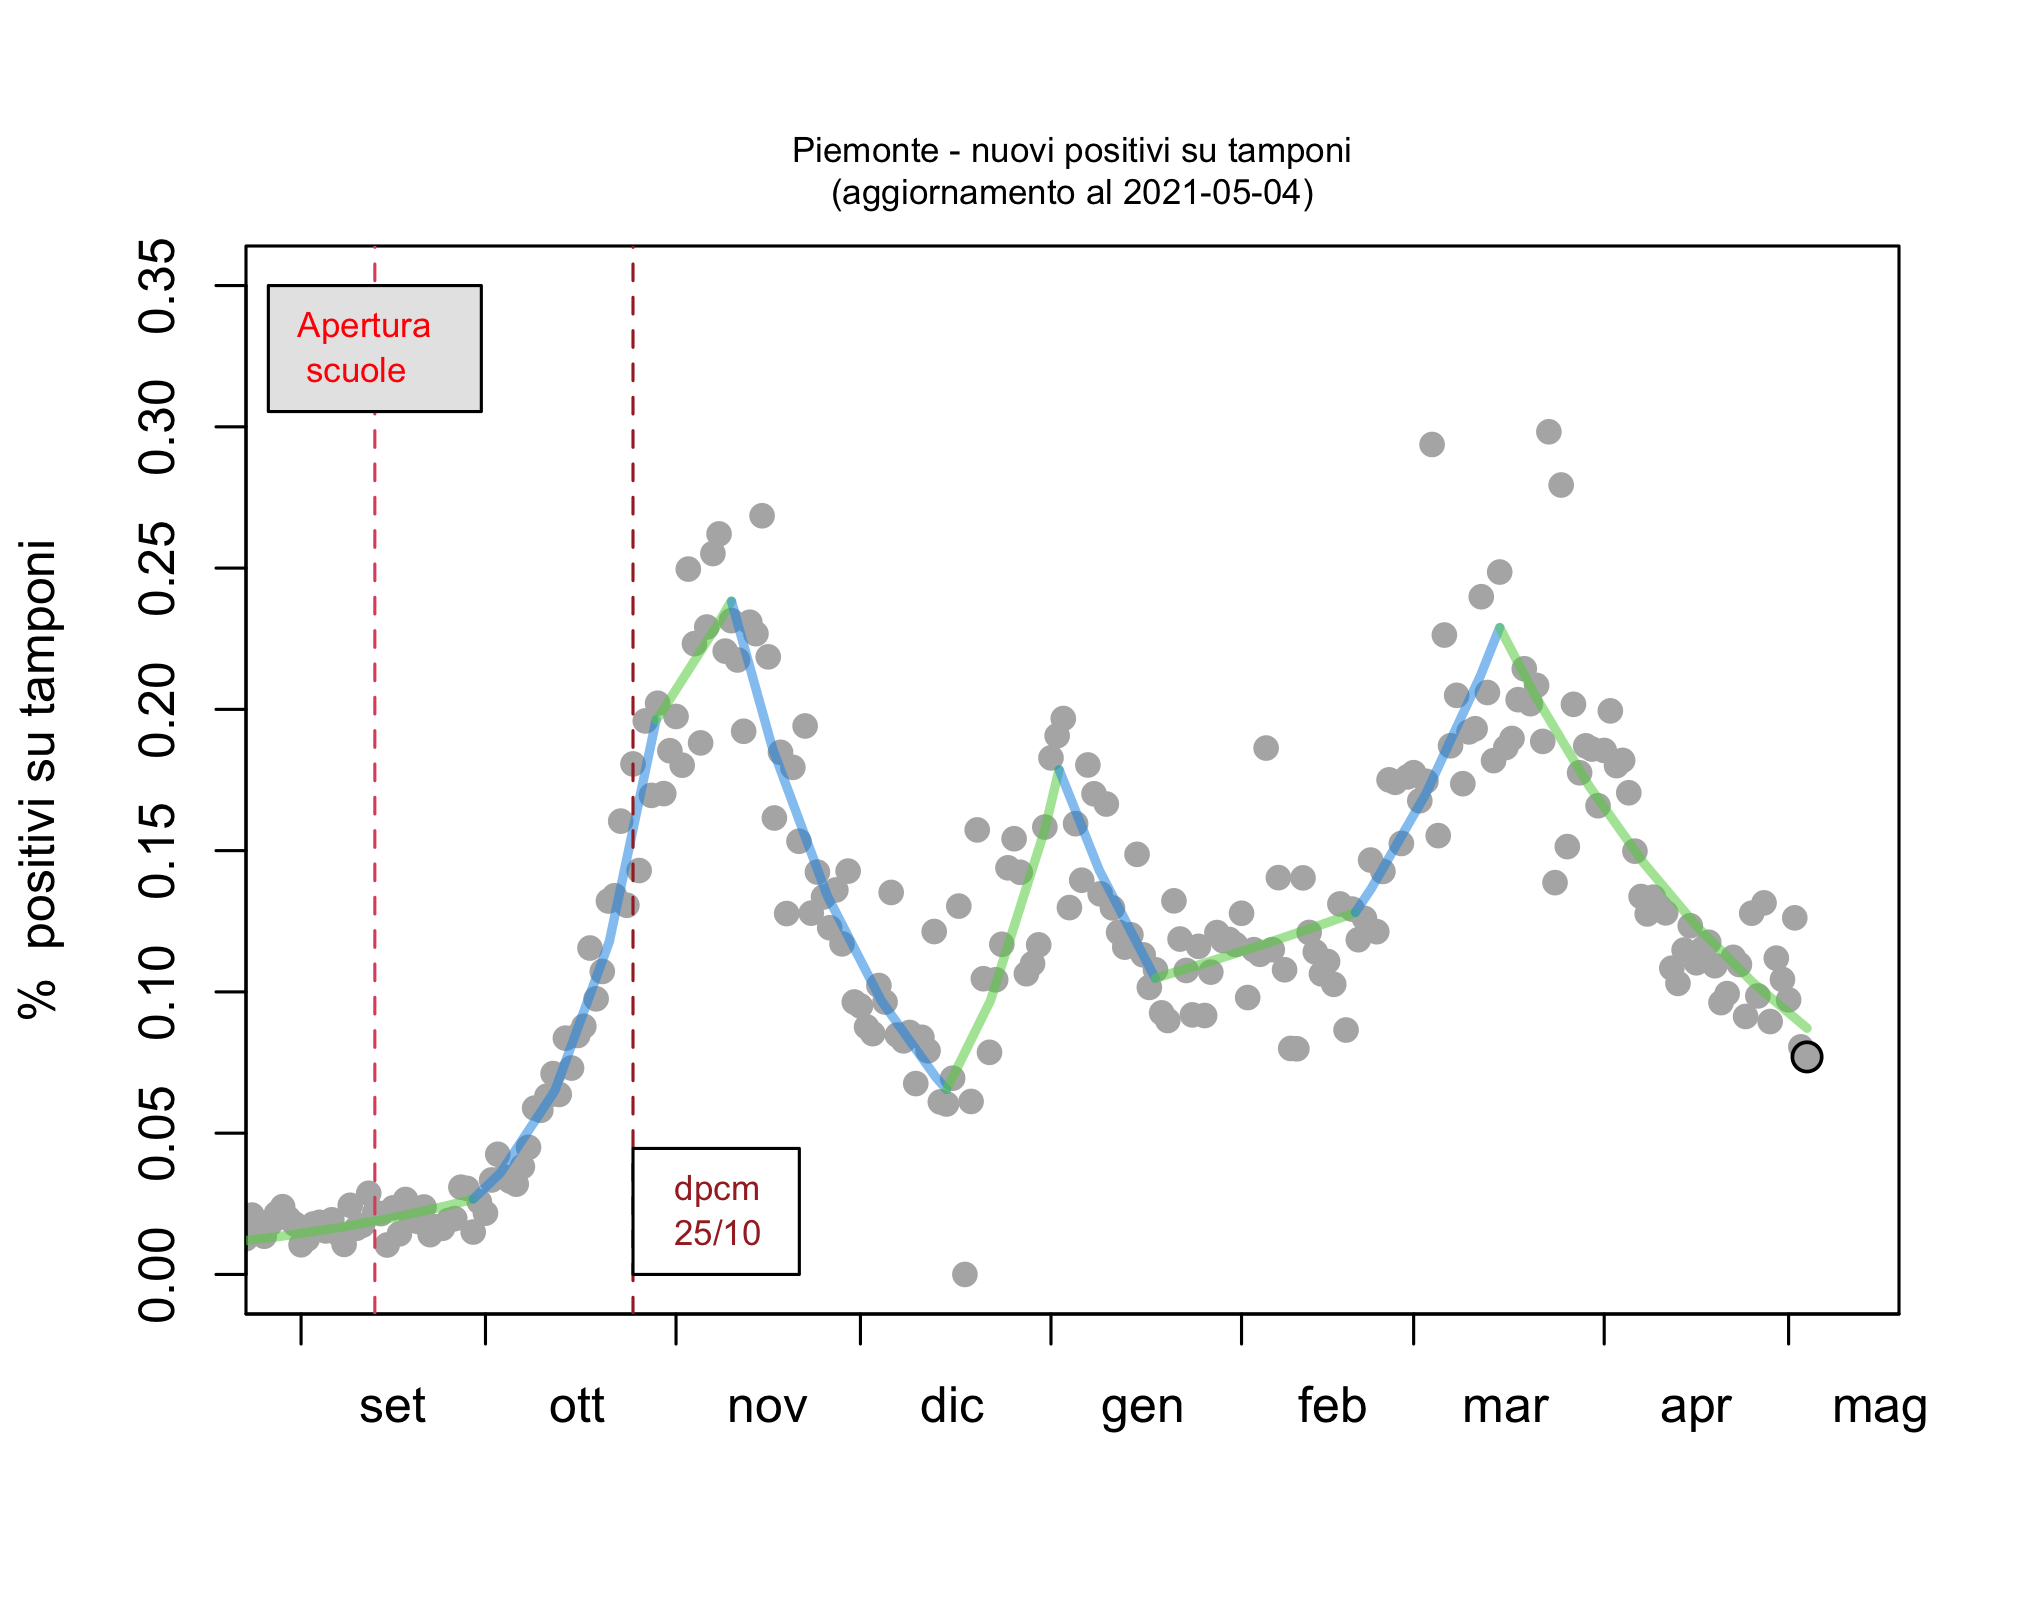 Piemonte - nuovi positivi su tamponi
(aggiornamento al 2021-05-04)
% positivi su tamponi
0.35
0.30
0.25
0.20
0.15
0.10
0.05
0.00
Apertura
scuole
dpcm
25/10
set ott nov dic gen feb mar apr mag